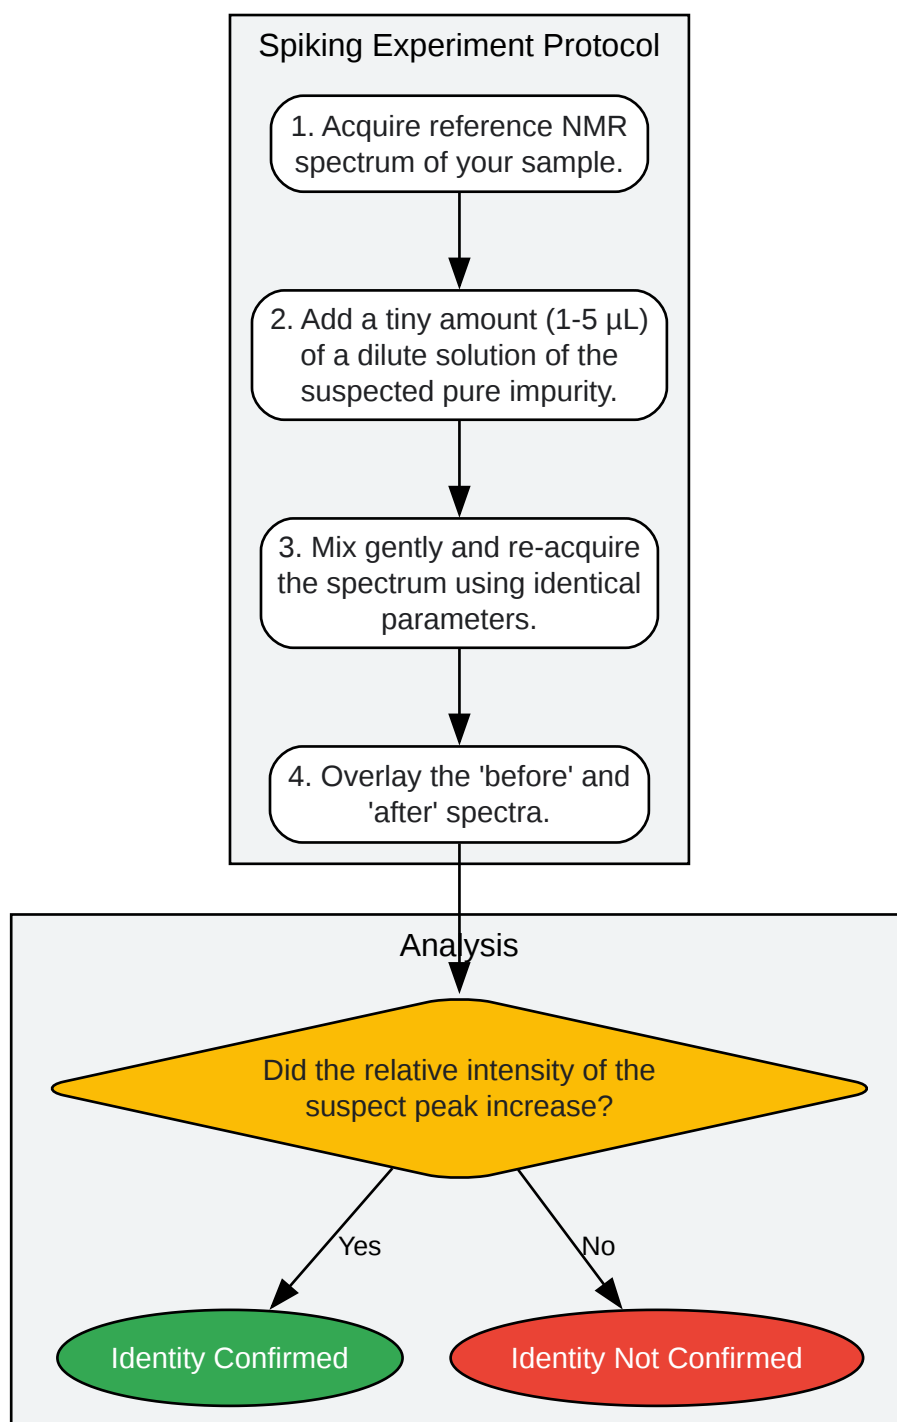 Spiking Experiment Protocol
1. Acquire reference NMR
spectrum of your sample.
2. Add a tiny amount (1-5 µL)
of a dilute solution of the
suspected pure impurity.
3. Mix gently and re-acquire
the spectrum using identical
parameters.
4. Overlay the 'before' and
'after' spectra.
Analysis
Did the relative intensity of the
suspect peak increase?
Yes
No
Identity Confirmed
Identity Not Confirmed